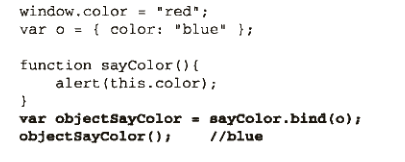 window.color = "red";
var o = { color: "blue" };
function sayColor(){
    alert(this.color);
}
var objectSayColor = sayColor.bind(o);
objectSayColor();    //blue